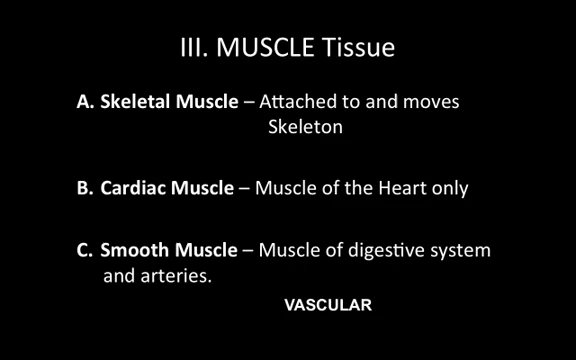 III. MUSCLE Tissue
A. Skeletal Muscle – Attached to and moves
Skeleton
B. Cardiac Muscle – Muscle of the Heart only
C. Smooth Muscle – Muscle of digestive system
and arteries.
VASCULAR